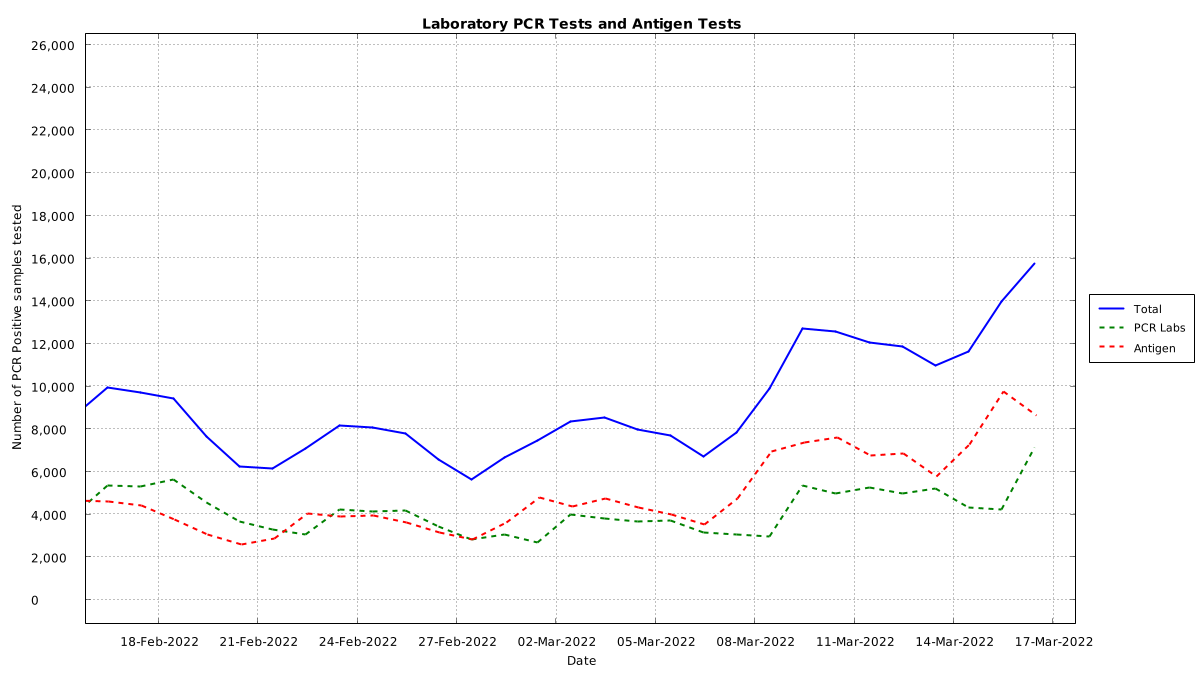 Laboratory PCR Tests and Antigen Tests
Number of PCR Positive samples tested
26,000
24,000
22,000
20,000
18,000
16,000
14,000
12,000
10,000
8,000
6,000
4,000
2,000
0
18-Feb-2022 21-Feb-2022 24-Feb-2022 27-Feb-2022 02-Mar-2022 05-Mar-2022 08-Mar-2022 11-Mar-2022 14-Mar-2022 17-Mar-2022
Date
Total
PCR Labs
Antigen